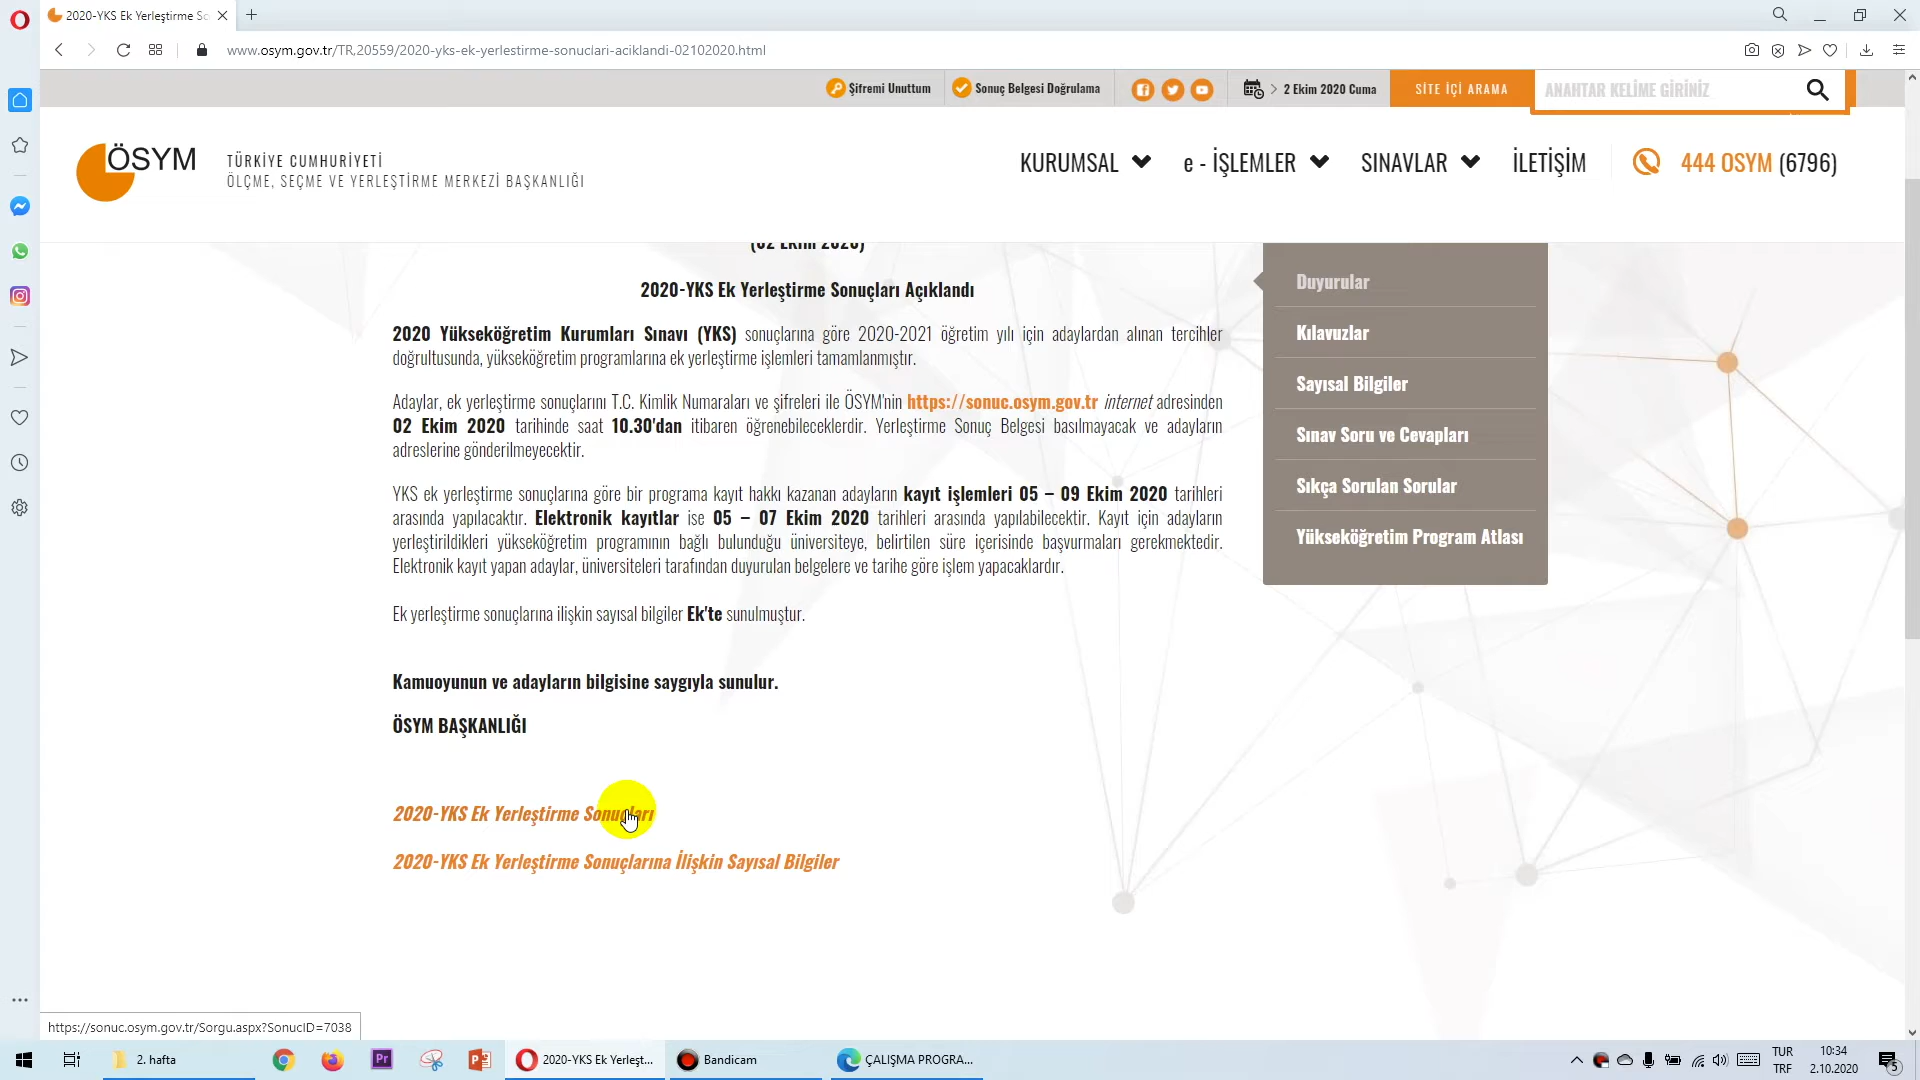 2020-YKS Ek Yerleştirme So
www.osym.gov.tr/TR,20559/2020-yks-ek-yerlestirme-sonuclari-aciklandi-02102020.html
Şifremi Unuttum
Sonuç Belgesi Doğrulama
2 Ekim 2020 Cuma
SİTE İÇİ ARAMA
ANAHTAR KELİME GİRİNİZ
ÖSYM
TÜRKİYE CUMHURİYETİ
ÖLÇME, SEÇME VE YERLEŞTİRME MERKEZİ BAŞKANLIĞI
KURUMSAL
e - İŞLEMLER
SINAVLAR
İLETİŞİM
444 OSYM (6796)
(02 Ekim 2020)
2020-YKS Ek Yerleştirme Sonuçları Açıklandı
2020 Yükseköğretim Kurumları Sınavı (YKS) sonuçlarına göre 2020-2021 öğretim yılı için adaylardan alınan tercihler
doğrultusunda, yükseköğretim programlarına ek yerleştirme işlemleri tamamlanmıştır.
Adaylar, ek yerleştirme sonuçlarını T.C. Kimlik Numaraları ve şifreleri ile ÖSYM'nin https://sonuc.osym.gov.tr internet adresinden
02 Ekim 2020 tarihinde saat 10.30'dan itibaren öğrenebileceklerdir. Yerleştirme Sonuç Belgesi basılmayacak ve adayların
adreslerine gönderilmeyecektir.
YKS ek yerleştirme sonuçlarına göre bir programa kayıt hakkı kazanan adayların kayıt işlemleri 05 – 09 Ekim 2020 tarihleri
arasında yapılacaktır. Elektronik kayıtlar ise 05 – 07 Ekim 2020 tarihleri arasında yapılabilecektir. Kayıt için adayların
yerleştirildikleri yükseköğretim programının bağlı bulunduğu üniversiteye, belirtilen süre içerisinde başvurmaları gerekmektedir.
Elektronik kayıt yapan adaylar, üniversiteleri tarafından duyurulan belgelere ve tarihe göre işlem yapacaklardır.
Ek yerleştirme sonuçlarına ilişkin sayısal bilgiler Ek'te sunulmuştur.
Kamuoyunun ve adayların bilgisine saygıyla sunulur.
ÖSYM BAŞKANLIĞI
2020-YKS Ek Yerleştirme Sonuçları
2020-YKS Ek Yerleştirme Sonuçlarına İlişkin Sayısal Bilgiler
Duyurular
Kılavuzlar
Sayısal Bilgiler
Sınav Soru ve Cevapları
Sıkça Sorulan Sorular
Yükseköğretim Program Atlası
https://sonuc.osym.gov.tr/Sorgu.aspx?SonucID=7038
2. hafta
Pr
2020-YKS Ek Yerleşt...
Bandicam
ÇALIŞMA PROGRA...
TUR
TRF
10:34
2.10.2020
5